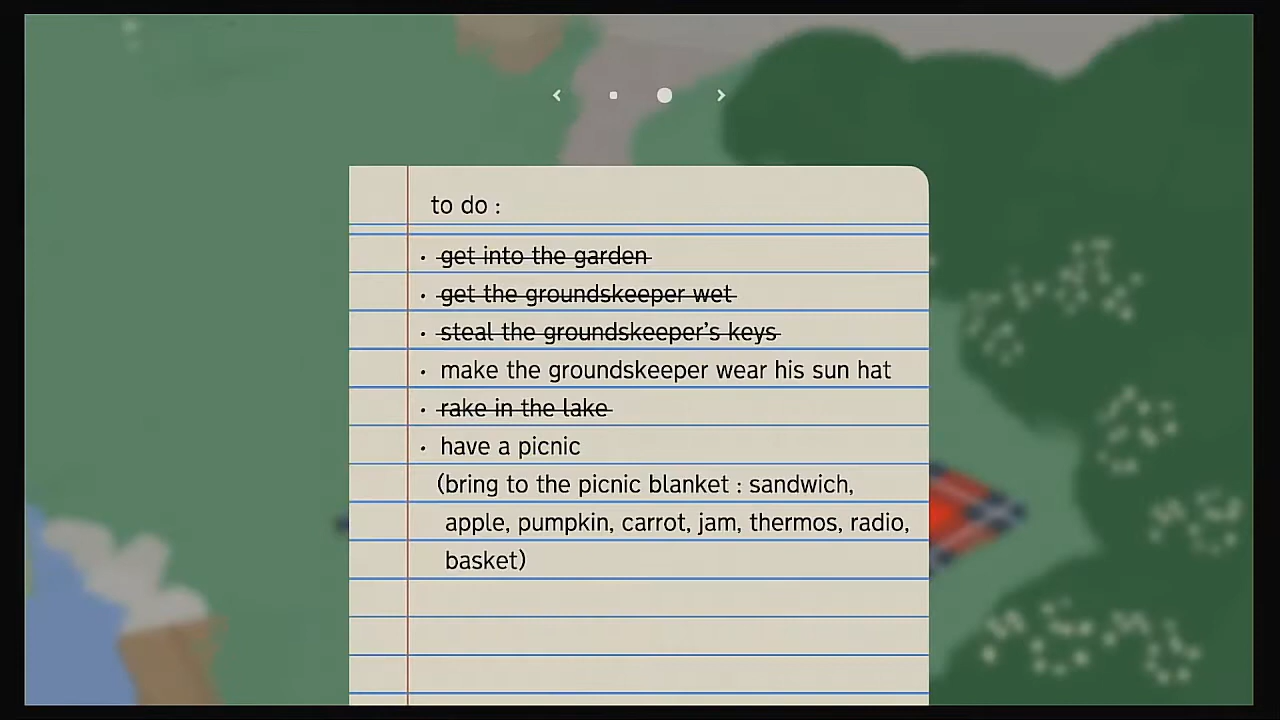 to do :
· get into the garden
· get the groundskeeper wet
· steal the groundskeeper's keys
· make the groundskeeper wear his sun hat
· rake in the lake
· have a picnic
(bring to the picnic blanket : sandwich,
apple, pumpkin, carrot, jam, thermos, radio,
basket)